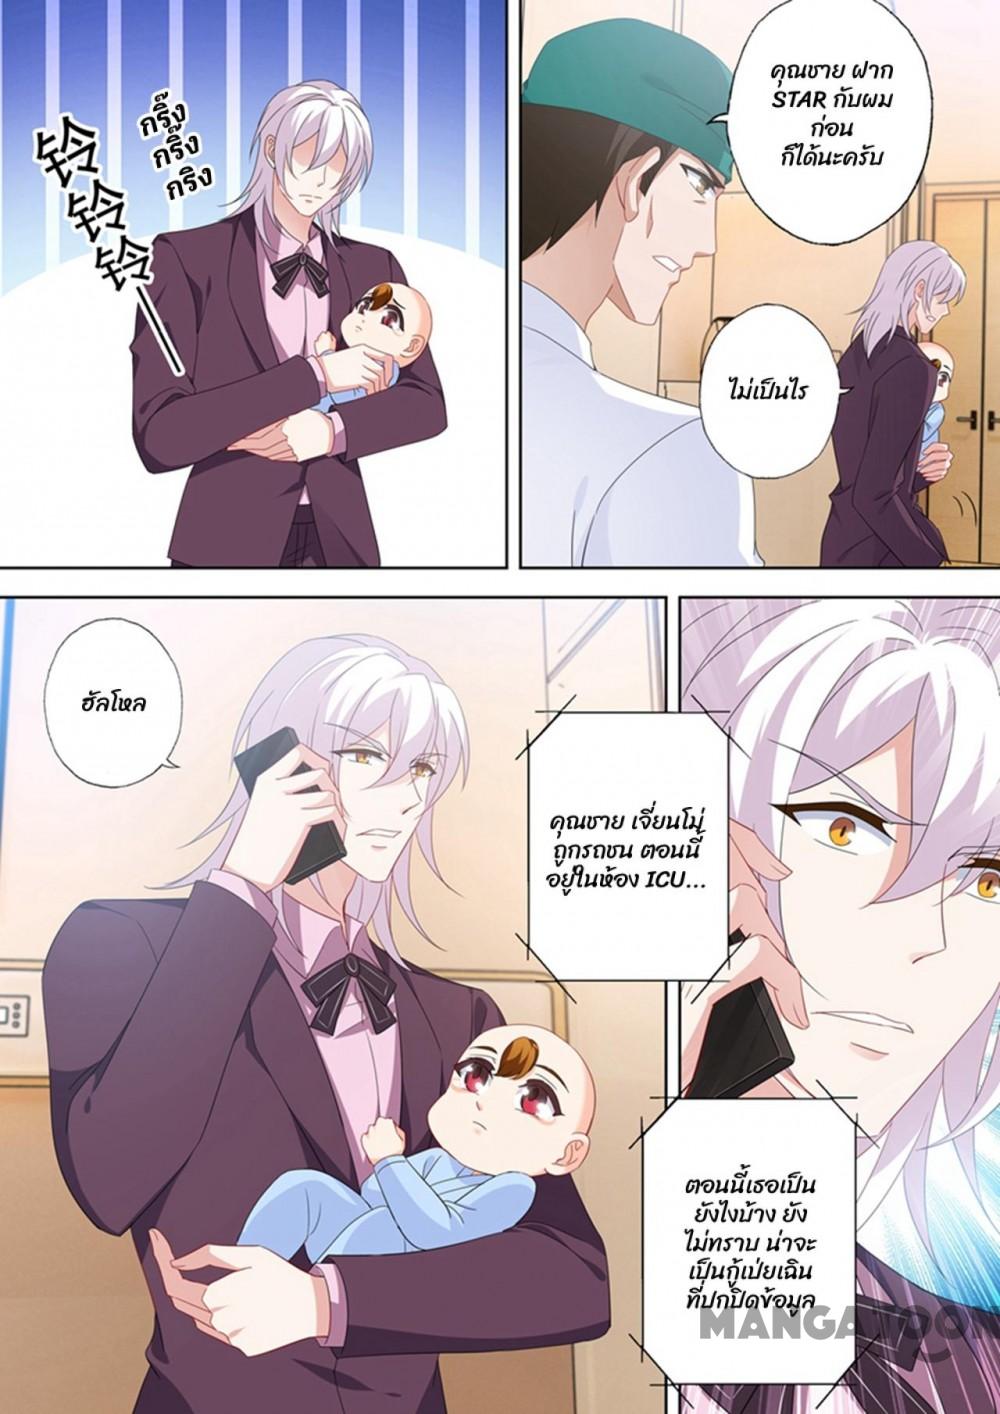 铃
铃
铃
กริ๊ง
กริ๊ง
กริง
คุณชาย ฝาก
STAR กับผม
ก่อน
ก็ได้นะครับ
ไม่เป็นไร
ฮัลโหล
คุณชาย เจี่ยนโม่
ถูกรถชน ตอนนี้
อยู่ในห้อง ICU...
ตอนนี้เธอเป็น
ยังไงบ้าง ยัง
ไม่ทราบ น่าจะ
เป็นกู้เป่ยเฉิน
ที่ปกปิดข้อมูล
MANGATOON